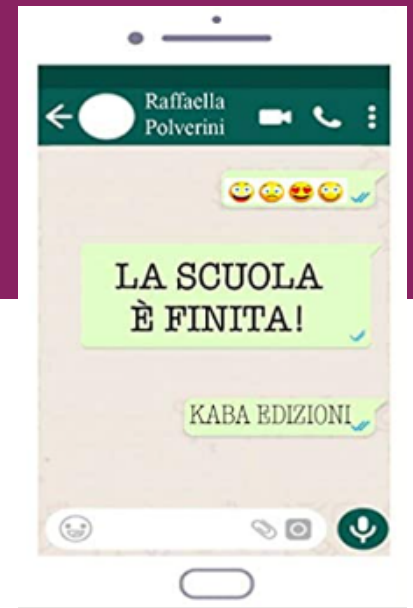 Raffaella
Polverini
LA SCUOLA
È FINITA!
KABA EDIZIONI